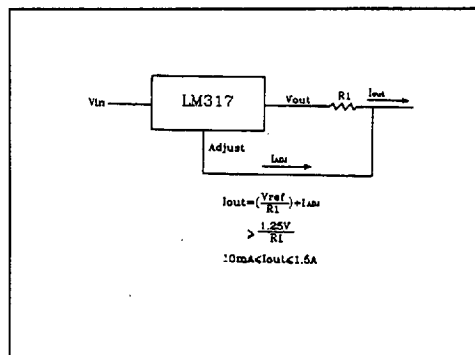 Vin
LM317
Vout
R1
Iout
Adjust
IADJ
Iout=(Vref/R1)+IADJ
> 1.25V/R1
10mA≤Iout≤1.5A